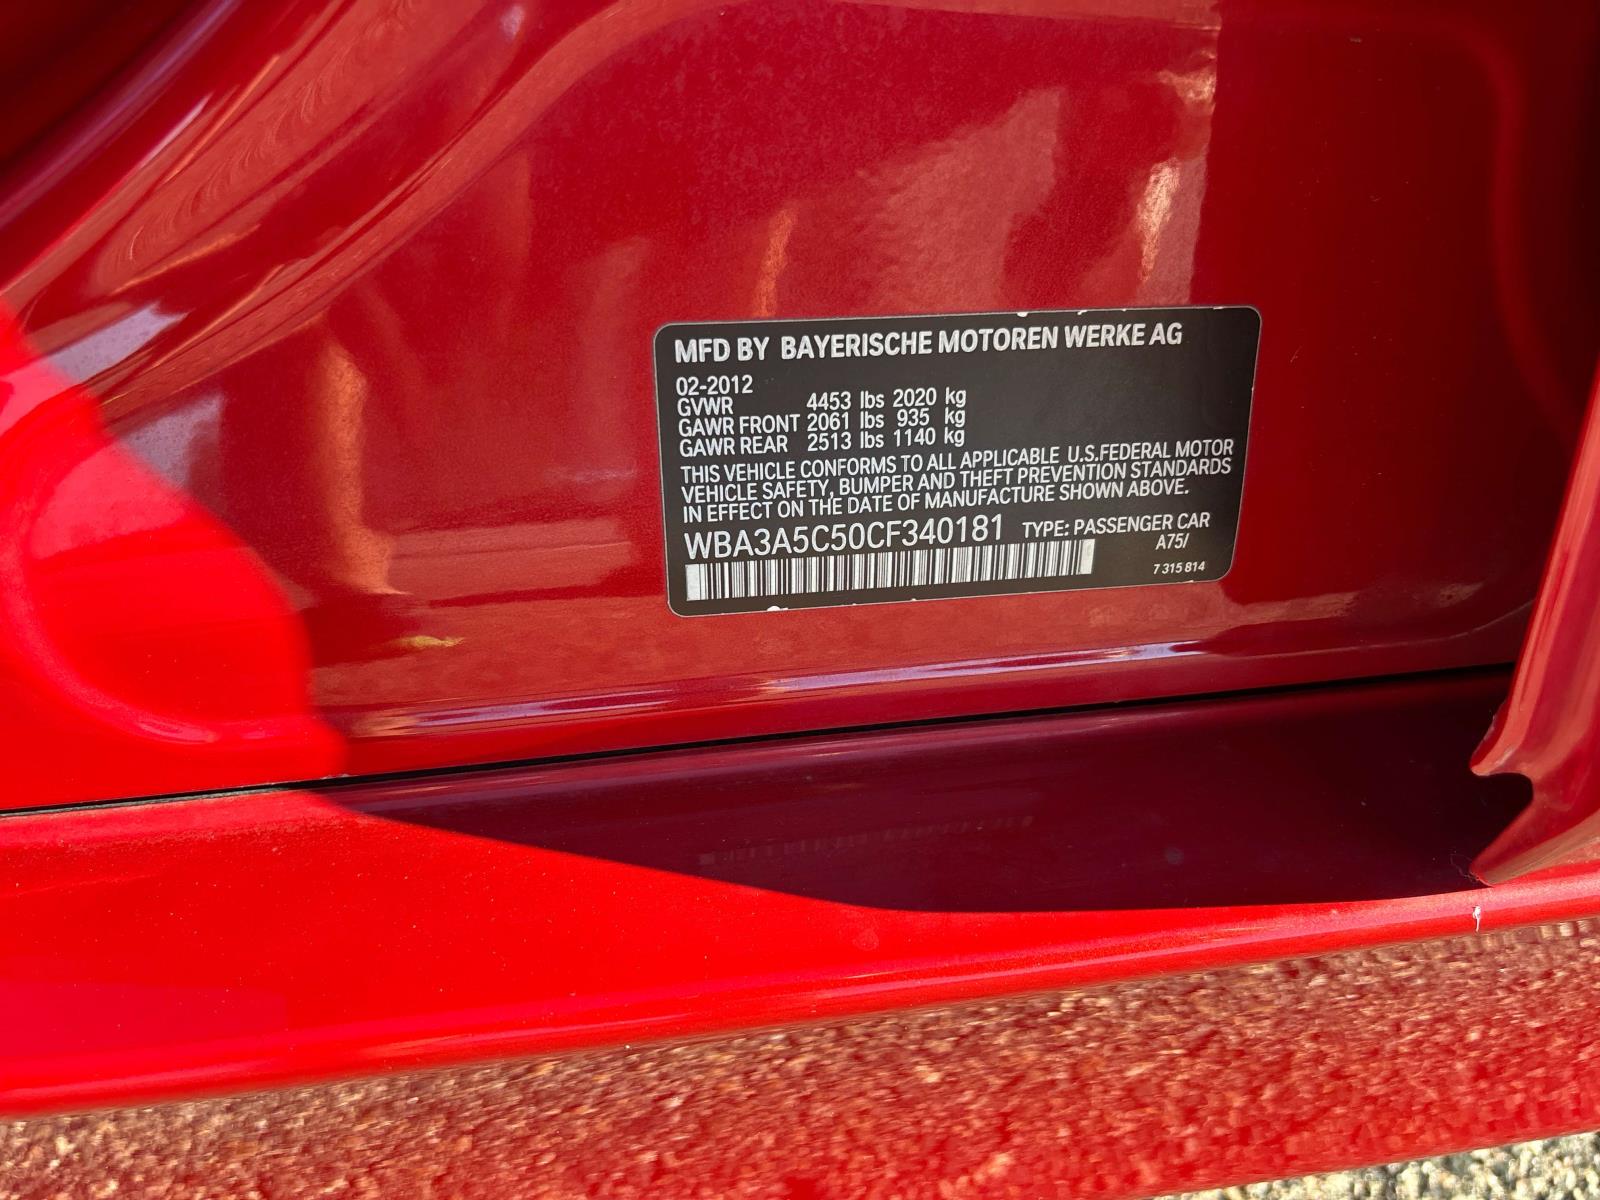 MFD BY BAYERISCHE MOTOREN WERKE AG
02-2012
GVWR 4453 lbs 2020 kg
GAWR FRONT 2061 lbs 935 kg
GAWR REAR 2513 lbs 1140 kg
THIS VEHICLE CONFORMS TO ALL APPLICABLE U.S.FEDERAL MOTOR
VEHICLE SAFETY, BUMPER AND THEFT PREVENTION STANDARDS
IN EFFECT ON THE DATE OF MANUFACTURE SHOWN ABOVE.
WBA3A5C50CF340181 TYPE: PASSENGER CAR
A75/
7 315 814